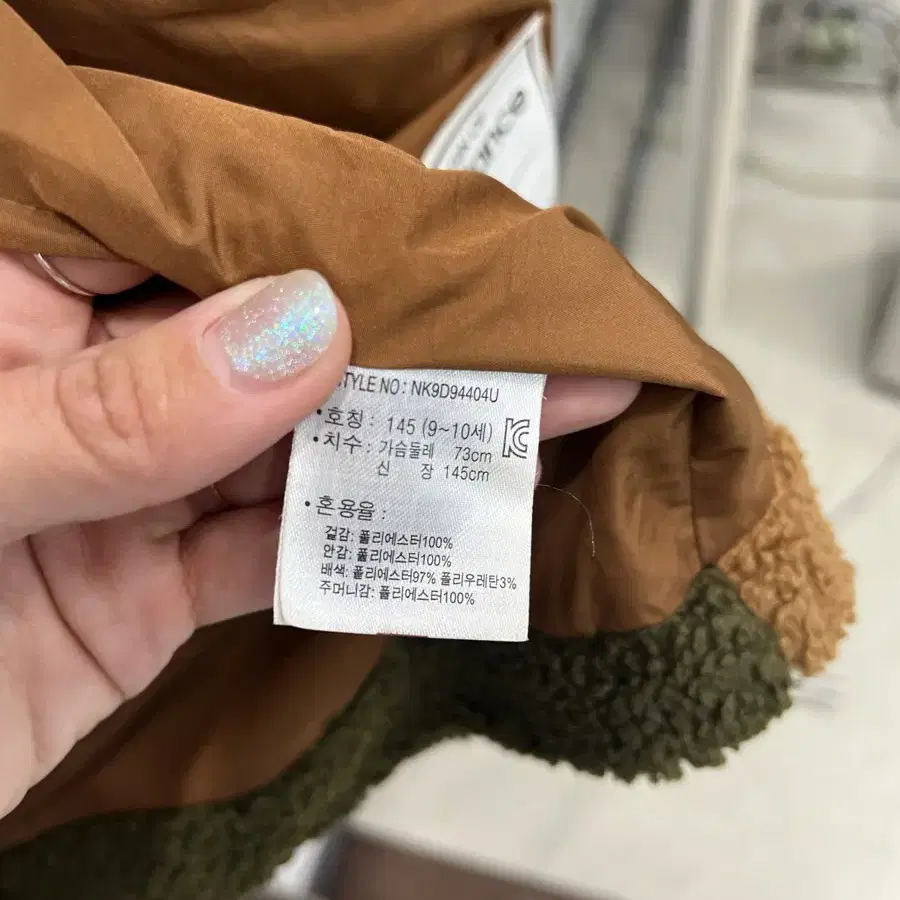 STYLE NO : NK9D94404U
• 호칭 : 145 (9~10세)
• 치수 : 가슴둘레 73cm
신 장 145cm
• 혼용율 :
겉감: 폴리에스터100%
안감: 폴리에스터100%
배색: 폴리에스터97% 폴리우레탄3%
주머니감: 폴리에스터100%